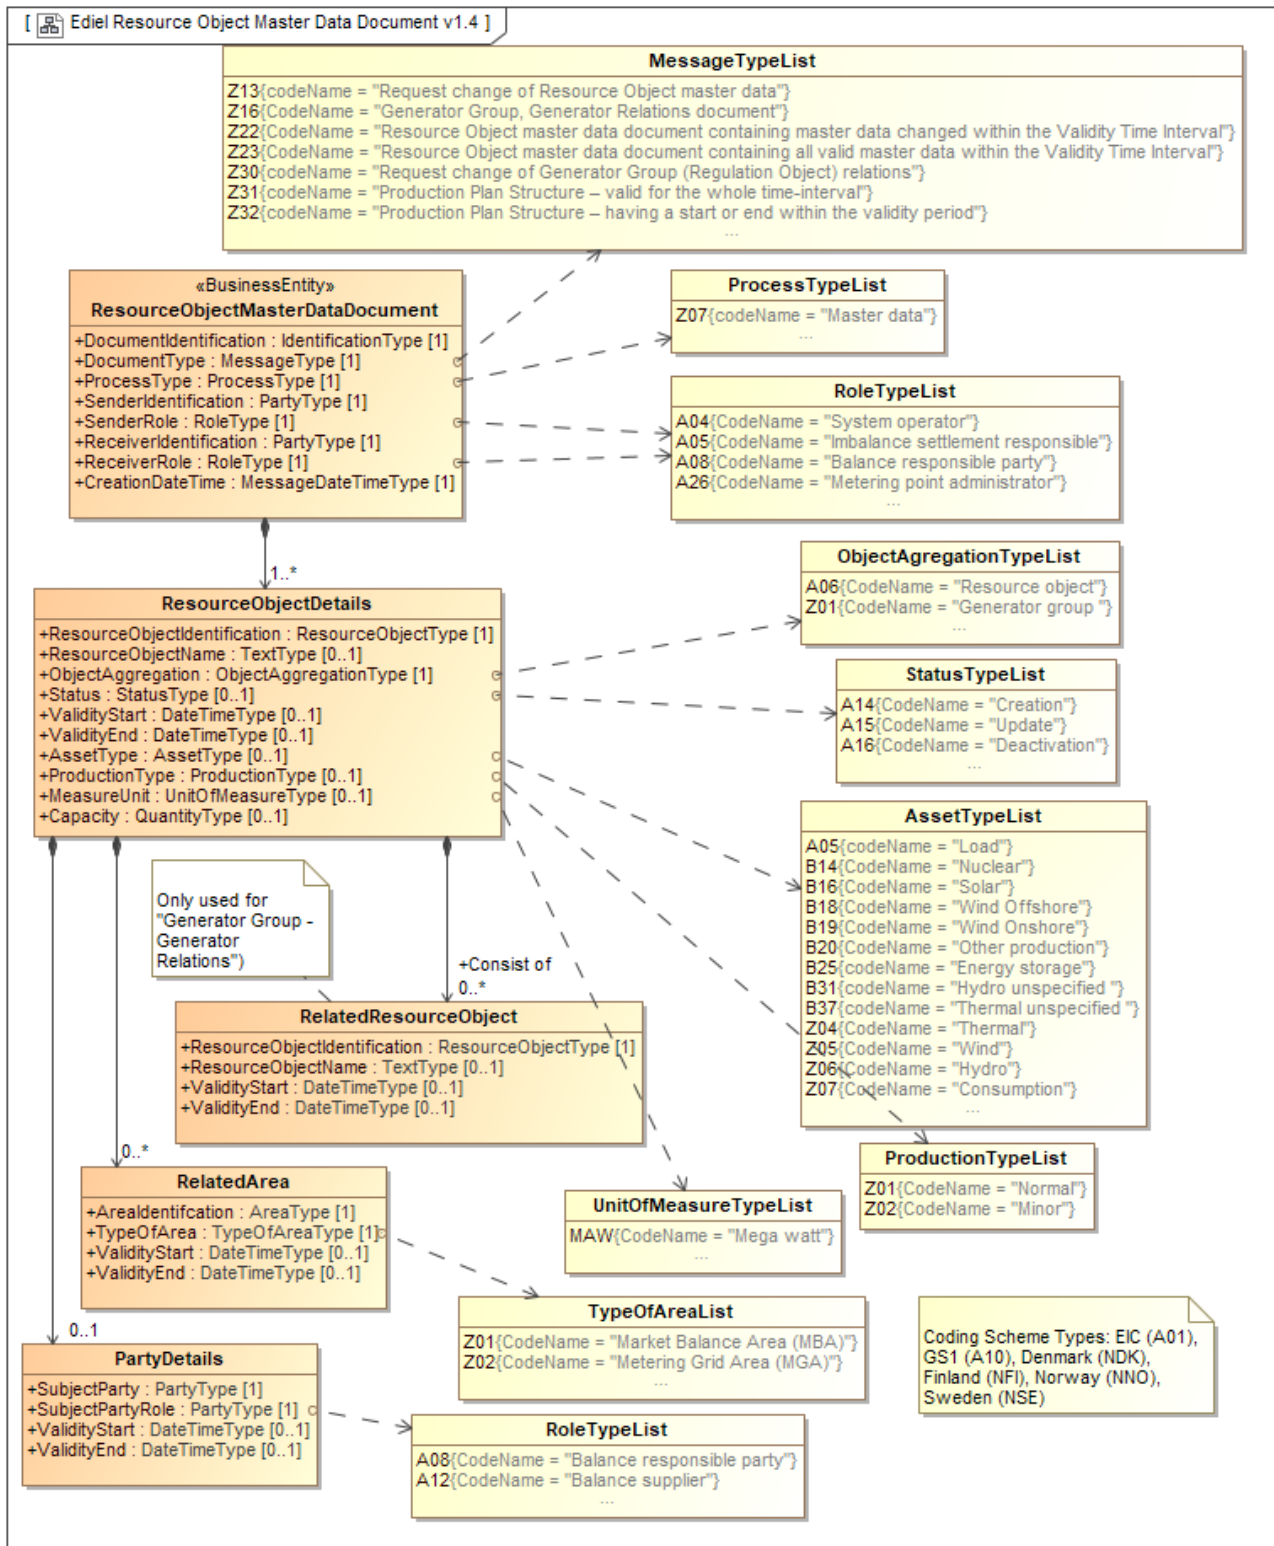 [ Ediel Resource Object Master Data Document v1.4 ]
MessageTypeList
Z13{codeName = "Request change of Resource Object master data"}
Z16{CodeName = "Generator Group, Generator Relations document"}
Z22{CodeName = "Resource Object master data document containing master data changed within the Validity Time Interval"}
Z23{CodeName = "Resource Object master data document containing all valid master data within the Validity Time Interval"}
Z30{CodeName = "Request change of Generator Group (Regulation Object) relations"}
Z31{codeName = "Production Plan Structure – valid for the whole time-interval"}
Z32{codeName = "Production Plan Structure – having a start or end within the validity period"}
...
«BusinessEntity»
ResourceObjectMasterDataDocument
+DocumentIdentification : IdentificationType [1]
+DocumentType : MessageType [1]
+ProcessType : ProcessType [1]
+SenderIdentification : PartyType [1]
+SenderRole : RoleType [1]
+ReceiverIdentification : PartyType [1]
+ReceiverRole : RoleType [1]
+CreationDateTime : MessageDateTimeType [1]
ProcessTypeList
Z07{codeName = "Master data"}
...
RoleTypeList
A04{CodeName = "System operator"}
A05{CodeName = "Imbalance settlement responsible"}
A08{CodeName = "Balance responsible party"}
A26{CodeName = "Metering point administrator"}
...
1..*
ResourceObjectDetails
+ResourceObjectIdentification : ResourceObjectType [1]
+ResourceObjectName : TextType [0..1]
+ObjectAggregation : ObjectAggregationType [1]
+Status : StatusType [0..1]
+ValidityStart : DateTimeType [0..1]
+ValidityEnd : DateTimeType [0..1]
+AssetType : AssetType [0..1]
+ProductionType : ProductionType [0..1]
+MeasureUnit : UnitOfMeasureType [0..1]
+Capacity : QuantityType [0..1]
ObjectAgregationTypeList
A06{CodeName = "Resource object"}
Z01{CodeName = "Generator group "}
...
StatusTypeList
A14{CodeName = "Creation"}
A15{CodeName = "Update"}
A16{CodeName = "Deactivation"}
...
AssetTypeList
A05{codeName = "Load"}
B14{CodeName = "Nuclear"}
B16{CodeName = "Solar"}
B18{CodeName = "Wind Offshore"}
B19{CodeName = "Wind Onshore"}
B20{CodeName = "Other production"}
B25{codeName = "Energy storage"}
B31{codeName = "Hydro unspecified "}
B37{codeName = "Thermal unspecified "}
Z04{CodeName = "Thermal"}
Z05{CodeName = "Wind"}
Z06{CodeName = "Hydro"}
Z07{CodeName = "Consumption"}
...
Only used for
"Generator Group -
Generator
Relations")
+Consist of
0..*
RelatedResourceObject
+ResourceObjectIdentification : ResourceObjectType [1]
+ResourceObjectName : TextType [0..1]
+ValidityStart : DateTimeType [0..1]
+ValidityEnd : DateTimeType [0..1]
0..*
RelatedArea
+AreaIdentifcation : AreaType [1]
+TypeOfArea : TypeOfAreaType [1]
+ValidityStart : DateTimeType [0..1]
+ValidityEnd : DateTimeType [0..1]
ProductionTypeList
Z01{CodeName = "Normal"}
Z02{CodeName = "Minor"}
UnitOfMeasureTypeList
MAW{CodeName = "Mega watt"}
...
TypeOfAreaList
Z01{CodeName = "Market Balance Area (MBA)"}
Z02{CodeName = "Metering Grid Area (MGA)"}
...
Coding Scheme Types: EIC (A01),
GS1 (A10), Denmark (NDK),
Finland (NFI), Norway (NNO),
Sweden (NSE)
0..1
PartyDetails
+SubjectParty : PartyType [1]
+SubjectPartyRole : PartyType [1]
+ValidityStart : DateTimeType [0..1]
+ValidityEnd : DateTimeType [0..1]
RoleTypeList
A08{CodeName = "Balance responsible party"}
A12{CodeName = "Balance supplier"}
...